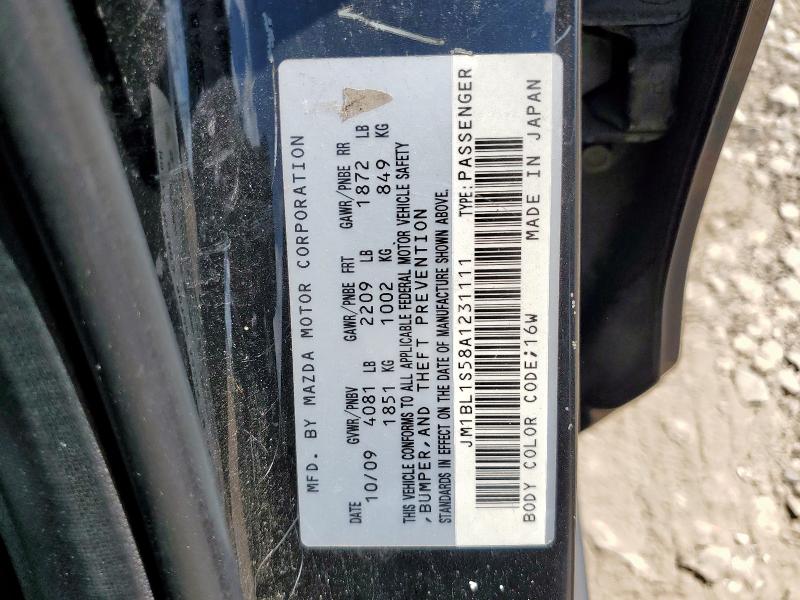 MFD. BY MAZDA MOTOR CORPORATION
DATE GVWR/PNBV GAWR/PNBE FRT GAWR/PNBE RR
10/09 4081 LB 2209 LB 1872 LB
1851 KG 1002 KG 849 KG
THIS VEHICLE CONFORMS TO ALL APPLICABLE FEDERAL MOTOR VEHICLE SAFETY
,BUMPER,AND THEFT PREVENTION
STANDARDS IN EFFECT ON THE DATE OF MANUFACTURE SHOWN ABOVE.
JM1BL1S58A1231111 TYPE:PASSENGER
BODY COLOR CODE;16W MADE IN JAPAN